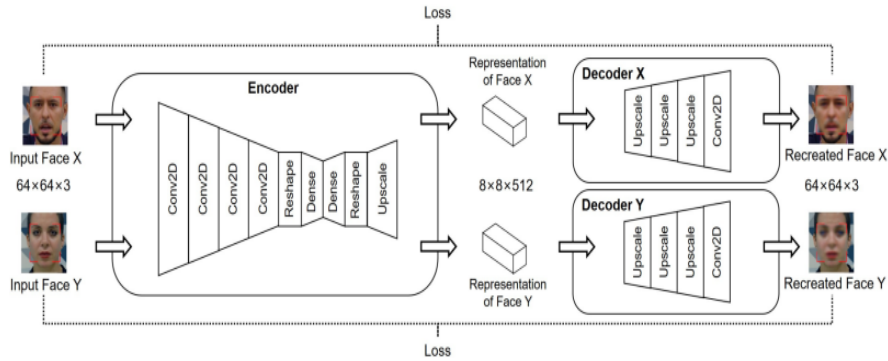 Loss
Encoder
Conv2D
Conv2D
Conv2D
Conv2D
Reshape
Dense
Dense
Reshape
Upscale
Input Face X
64×64×3
Input Face Y
Representation
of Face X
8×8×512
Representation
of Face Y
Decoder X
Upscale
Upscale
Upscale
Conv2D
Decoder Y
Upscale
Upscale
Upscale
Conv2D
Recreated Face X
64×64×3
Recreated Face Y
Loss